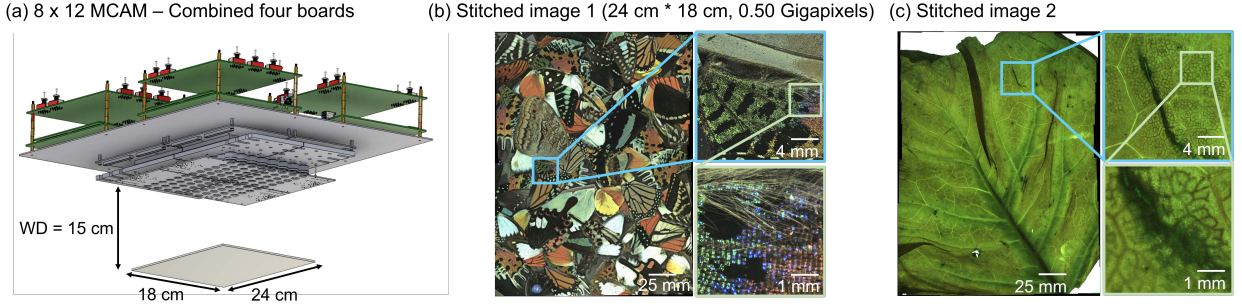 (a) 8 x 12 MCAM – Combined four boards
WD = 15 cm
18 cm
24 cm
(b) Stitched image 1 (24 cm * 18 cm, 0.50 Gigapixels)
4 mm
25 mm
1 mm
(c) Stitched image 2
4 mm
25 mm
1 mm